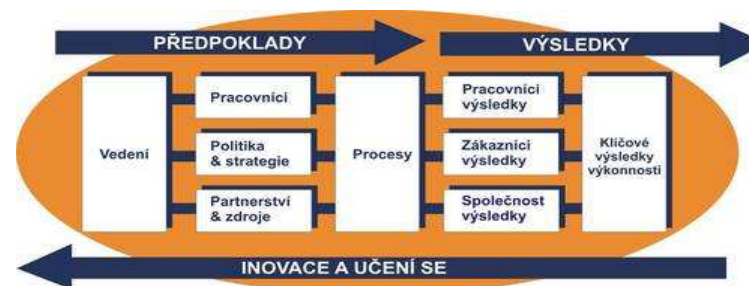 PŘEDPOKLADY
VÝSLEDKY
Vedení
Pracovníci
Politika
& strategie
Partnerství
& zdroje
Procesy
Pracovníci
výsledky
Zákazníci
výsledky
Společnost
výsledky
Klíčové
výsledky
výkonnosti
INOVACE A UČENÍ SE